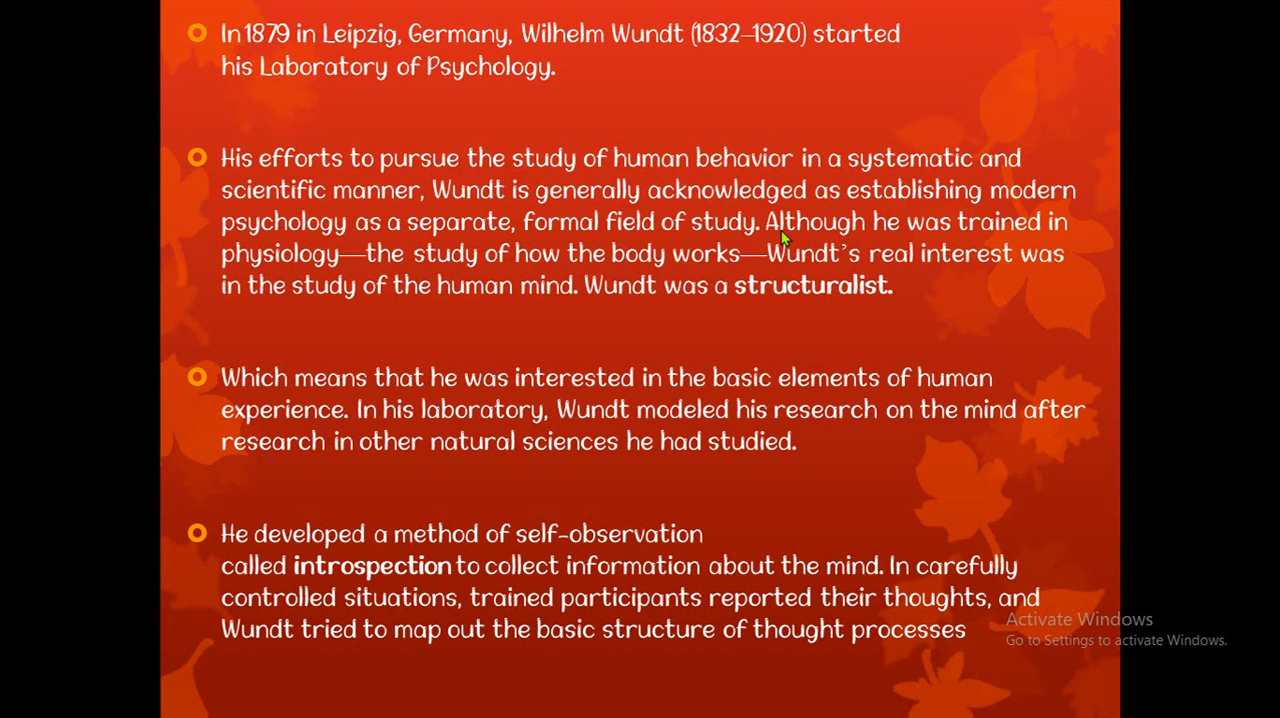 In 1879 in Leipzig, Germany, Wilhelm Wundt (1832–1920) started
his Laboratory of Psychology.
His efforts to pursue the study of human behavior in a systematic and
scientific manner, Wundt is generally acknowledged as establishing modern
psychology as a separate, formal field of study. Although he was trained in
physiology—the study of how the body works—Wundt's real interest was
in the study of the human mind. Wundt was a structuralist.
Which means that he was interested in the basic elements of human
experience. In his laboratory, Wundt modeled his research on the mind after
research in other natural sciences he had studied.
He developed a method of self-observation
called introspection to collect information about the mind. In carefully
controlled situations, trained participants reported their thoughts, and
Wundt tried to map out the basic structure of thought processes
Activate Windows
Go to Settings to activate Windows.